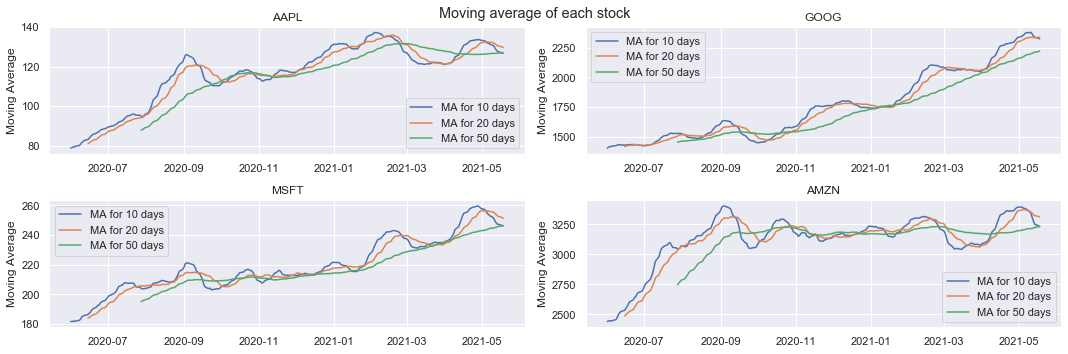 Moving average of each stock
AAPL
Moving Average
140
120
100
80
2020-07 2020-09 2020-11 2021-01 2021-03 2021-05
MA for 10 days
MA for 20 days
MA for 50 days
GOOG
Moving Average
2250
2000
1750
1500
2020-07 2020-09 2020-11 2021-01 2021-03 2021-05
MA for 10 days
MA for 20 days
MA for 50 days
MSFT
Moving Average
260
240
220
200
180
2020-07 2020-09 2020-11 2021-01 2021-03 2021-05
MA for 10 days
MA for 20 days
MA for 50 days
AMZN
Moving Average
3250
3000
2750
2500
2020-07 2020-09 2020-11 2021-01 2021-03 2021-05
MA for 10 days
MA for 20 days
MA for 50 days